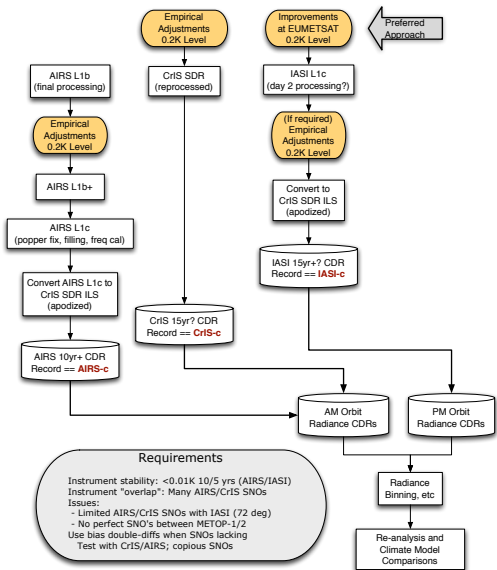 Empirical
Adjustments
0.2K Level
Improvements
at EUMETSAT
0.2K Level
Preferred
Approach
AIRS L1b
(final processing)
CrIS SDR
(reprocessed)
IASI L1c
(day 2 processing?)
Empirical
Adjustments
0.2K Level
(If required)
Empirical
Adjustments
0.2K Level
AIRS L1b+
Convert to
CrIS SDR ILS
(apodized)
AIRS L1c
(popper fix, filling, freq cal)
IASI 15yr+? CDR
Record == IASI-c
Convert AIRS L1c to
CrIS SDR ILS
(apodized)
CrIS 15yr? CDR
Record == CrIS-c
AIRS 10yr+ CDR
Record == AIRS-c
AM Orbit
Radiance CDRs
PM Orbit
Radiance CDRs
Requirements
Instrument stability: <0.01K 10/5 yrs (AIRS/IASI)
Instrument "overlap": Many AIRS/CrIS SNOs
Issues:
- Limited AIRS/CrIS SNOs with IASI (72 deg)
- No perfect SNO's between METOP-1/2
Use bias double-diffs when SNOs lacking
Test with CrIS/AIRS; copious SNOs
Radiance
Binning, etc
Re-analysis and
Climate Model
Comparisons